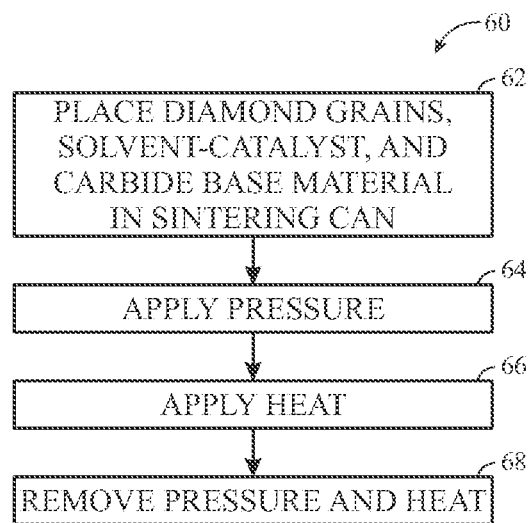 60
62
PLACE DIAMOND GRAINS,
SOLVENT-CATALYST, AND
CARBIDE BASE MATERIAL
IN SINTERING CAN
64
APPLY PRESSURE
66
APPLY HEAT
68
REMOVE PRESSURE AND HEAT